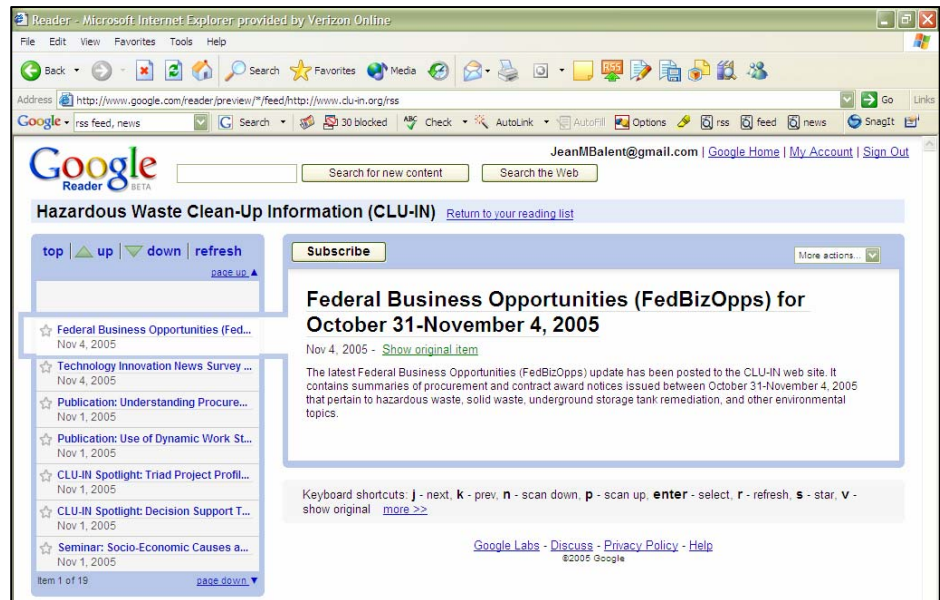 Reader - Microsoft Internet Explorer provided by Verizon Online
File Edit View Favorites Tools Help
Back Search Favorites Media
Address http://www.google.com/reader/preview/*/feed/http://www.clu-in.org/rss Go Links
Google rss feed, news Search 30 blocked ABC Check AutoLink AutoFill Options rss feed news SnagIt
Google Reader BETA
JeanMBalent@gmail.com | Google Home | My Account | Sign Out
Search for new content Search the Web
Hazardous Waste Clean-Up Information (CLU-IN) Return to your reading list
top | up | down | refresh
page up
Federal Business Opportunities (Fed...
Nov 4, 2005
Technology Innovation News Survey ...
Nov 4, 2005
Publication: Understanding Procure...
Nov 1, 2005
Publication: Use of Dynamic Work St...
Nov 1, 2005
CLU-IN Spotlight: Triad Project Profil...
Nov 1, 2005
CLU-IN Spotlight: Decision Support T...
Nov 1, 2005
Seminar: Socio-Economic Causes a...
Nov 1, 2005
Item 1 of 19 page down
Subscribe More actions...
Federal Business Opportunities (FedBizOpps) for
October 31-November 4, 2005
Nov 4, 2005 - Show original item
The latest Federal Business Opportunities (FedBizOpps) update has been posted to the CLU-IN web site. It
contains summaries of procurement and contract award notices issued between October 31-November 4, 2005
that pertain to hazardous waste, solid waste, underground storage tank remediation, and other environmental
topics.
Keyboard shortcuts: j - next, k - prev, n - scan down, p - scan up, enter - select, r - refresh, s - star, v -
show original more >>
Google Labs - Discuss - Privacy Policy - Help
©2005 Google